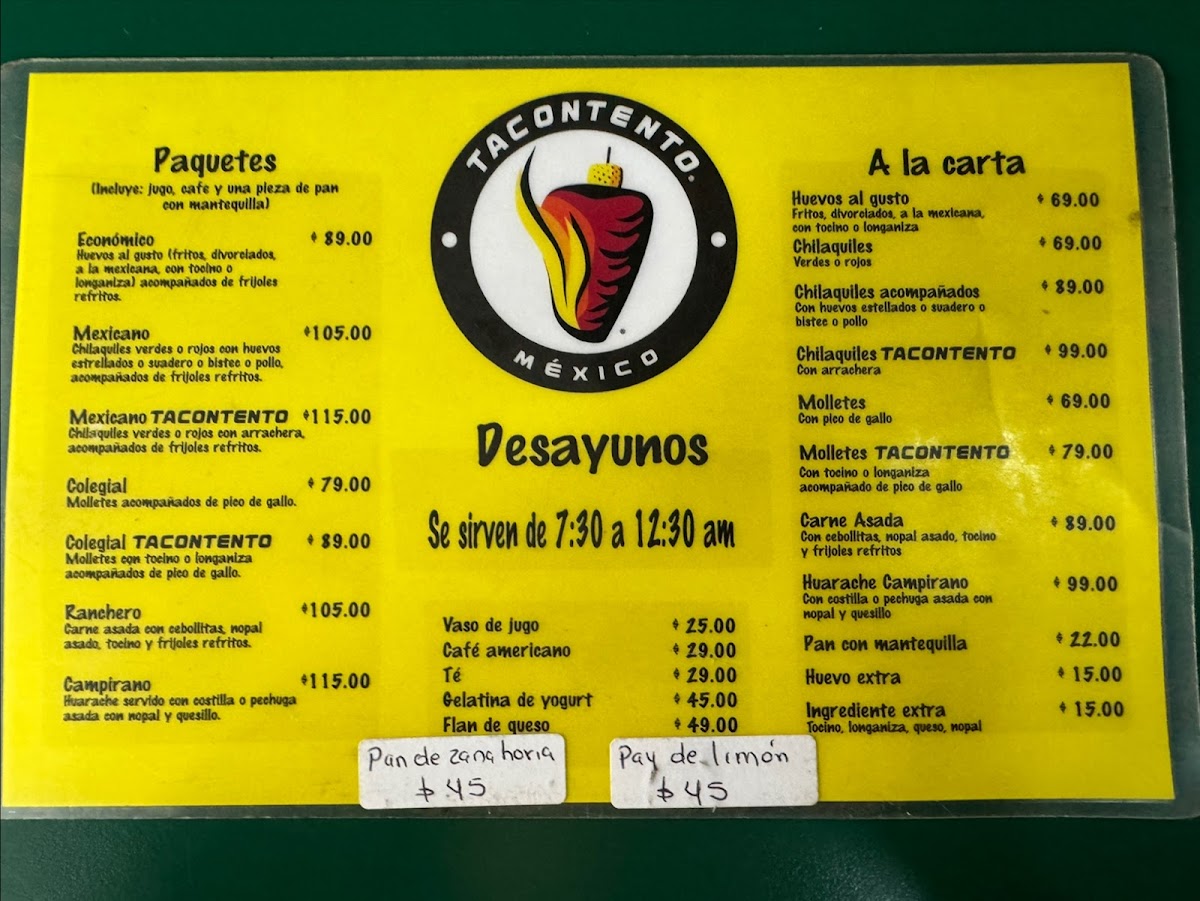 TACONTENTO.
MÉXICO
Paquetes
(Incluye: jugo, cafe y una pieza de pan
con mantequilla)
Económico $ 89.00
Huevos al gusto (fritos, divorciados,
a la mexicana, con tocino o
longaniza) acompañados de frijoles
refritos.
Mexicano $105.00
Chilaquiles verdes o rojos con huevos
estrellados o suadero o bistec o pollo,
acompañados de frijoles refritos.
Mexicano TACONTENTO $115.00
Chilaquiles verdes o rojos con arrachera,
acompañados de frijoles refritos.
Colegial $ 79.00
Molletes acompañados de pico de gallo.
Colegial TACONTENTO $ 89.00
Molletes con tocino o longaniza
acompañados de pico de gallo.
Ranchero $105.00
Carne asada con cebollitas, nopal
asado, tocino y frijoles refritos.
Campirano $115.00
Huarache servido con costilla o pechuga
asada con nopal y quesillo.
Desayunos
Se sirven de 7:30 a 12:30 am
Vaso de jugo $ 25.00
Café americano $ 29.00
Té $ 29.00
Gelatina de yogurt $ 45.00
Flan de queso $ 49.00
Pan de zanahoria
$ 45
Pay de limón
$ 45
A la carta
Huevos al gusto $ 69.00
Fritos, divorciados, a la mexicana,
con tocino o longaniza
Chilaquiles $ 69.00
Verdes o rojos
Chilaquiles acompañados $ 89.00
Con huevos estellados o suadero o
bistec o pollo
Chilaquiles TACONTENTO $ 99.00
Con arrachera
Molletes $ 69.00
Con pico de gallo
Molletes TACONTENTO $ 79.00
Con tocino o longaniza
acompañado de pico de gallo
Carne Asada $ 89.00
Con cebollitas, nopal asado, tocino
y frijoles refritos
Huarache Campirano $ 99.00
Con costilla o pechuga asada con
nopal y quesillo
Pan con mantequilla $ 22.00
Huevo extra $ 15.00
Ingrediente extra $ 15.00
Tocino, longaniza, queso, nopal